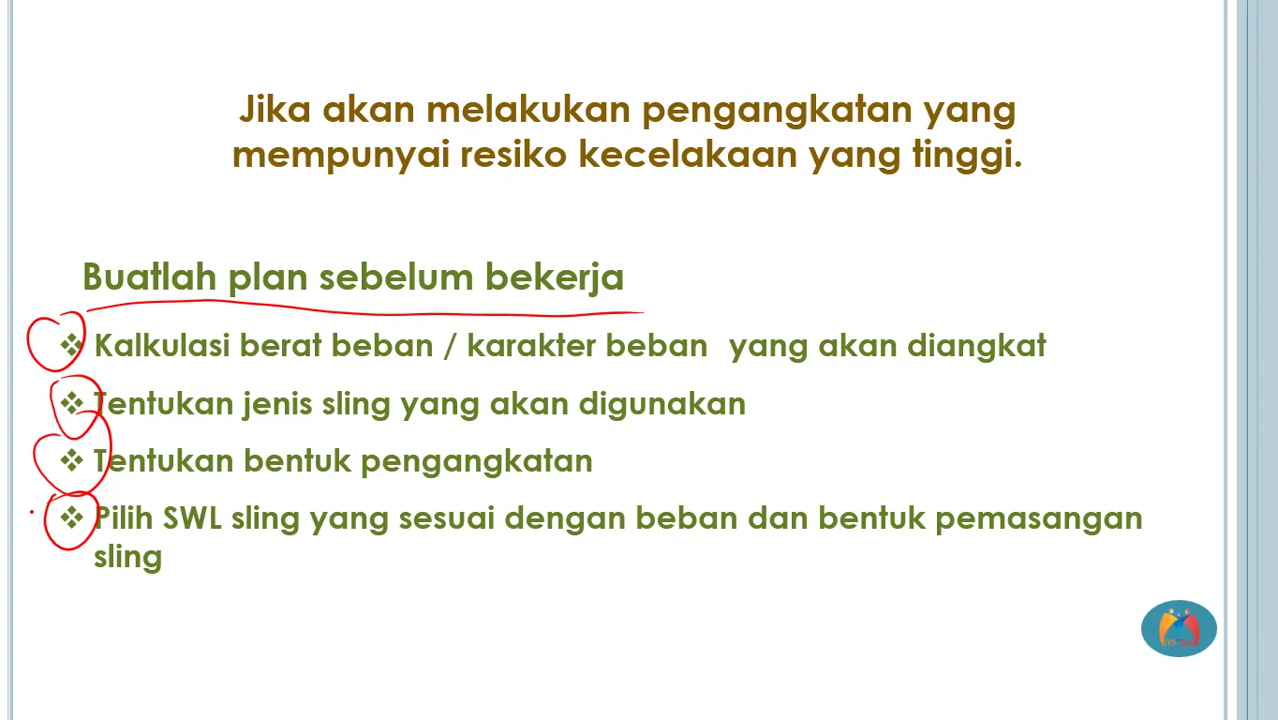 Jika akan melakukan pengangkatan yang
mempunyai resiko kecelakaan yang tinggi.
Buatlah plan sebelum bekerja
❖ Kalkulasi berat beban / karakter beban yang akan diangkat
❖ Tentukan jenis sling yang akan digunakan
❖ Tentukan bentuk pengangkatan
❖ Pilih SWL sling yang sesuai dengan beban dan bentuk pemasangan
sling